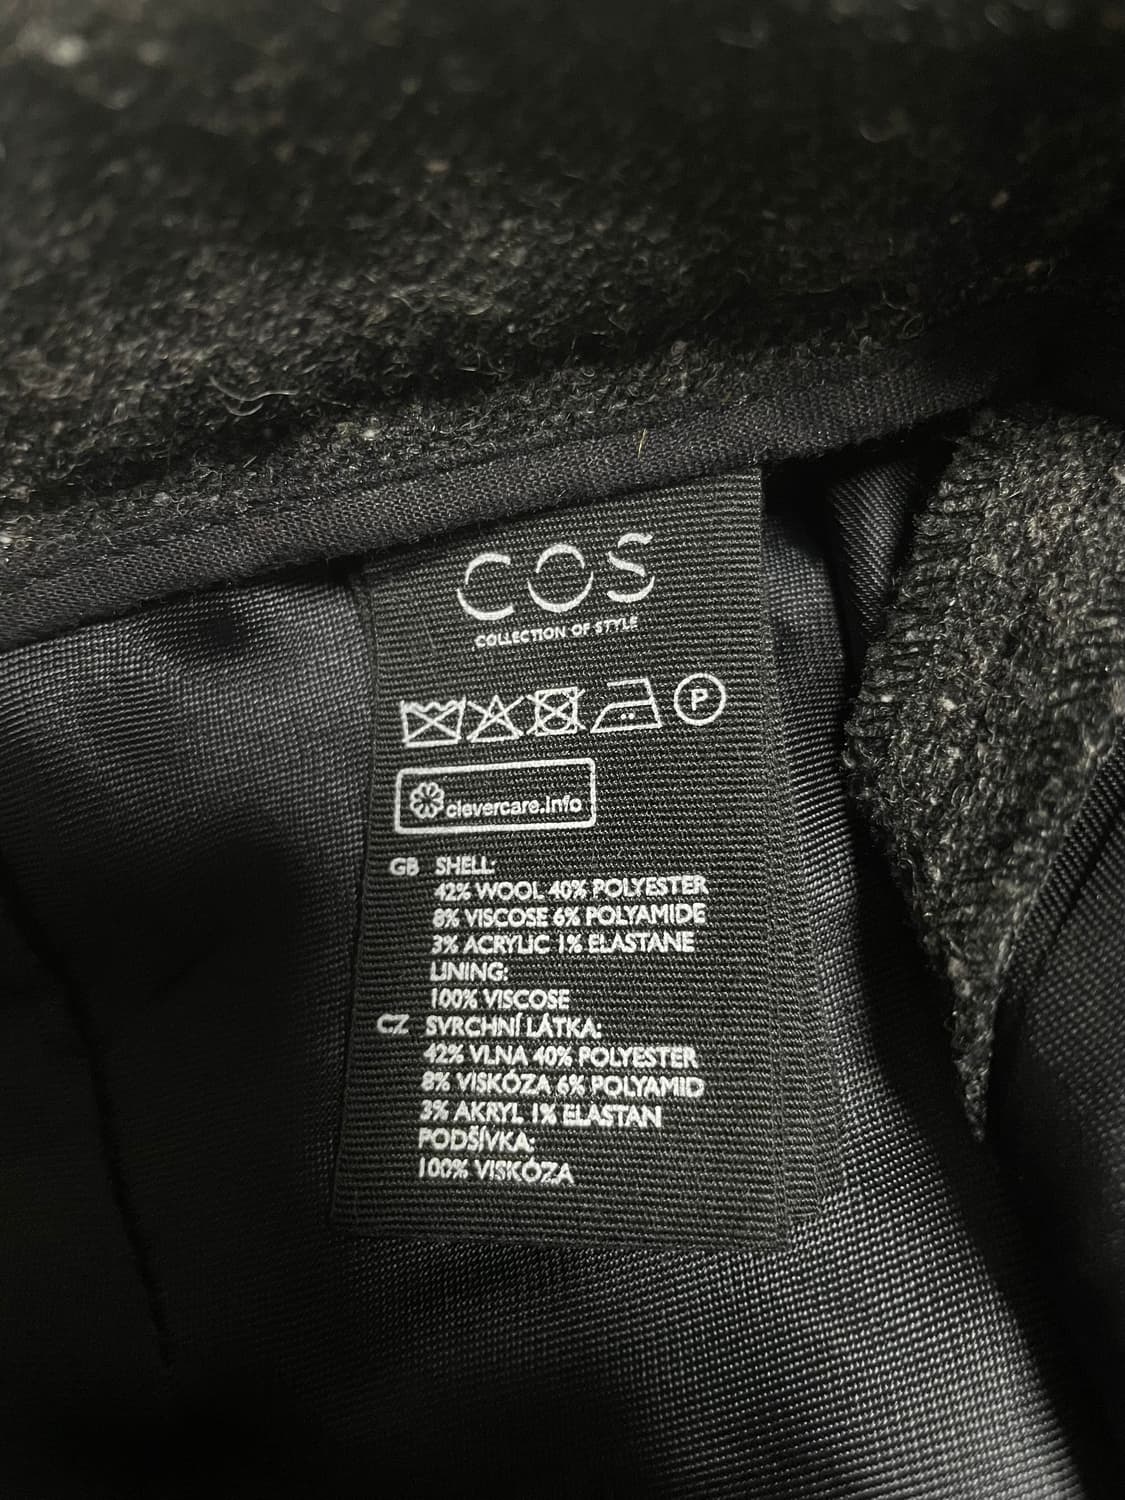 COS
COLLECTION OF STYLE
P
clevercare.info
GB SHELL:
42% WOOL 40% POLYESTER
8% VISCOSE 6% POLYAMIDE
3% ACRYLIC 1% ELASTANE
LINING:
100% VISCOSE
CZ SVRCHNÍ LÁTKA:
42% VLNA 40% POLYESTER
8% VISKÓZA 6% POLYAMID
3% AKRYL 1% ELASTAN
PODŠÍVKA:
100% VISKÓZA